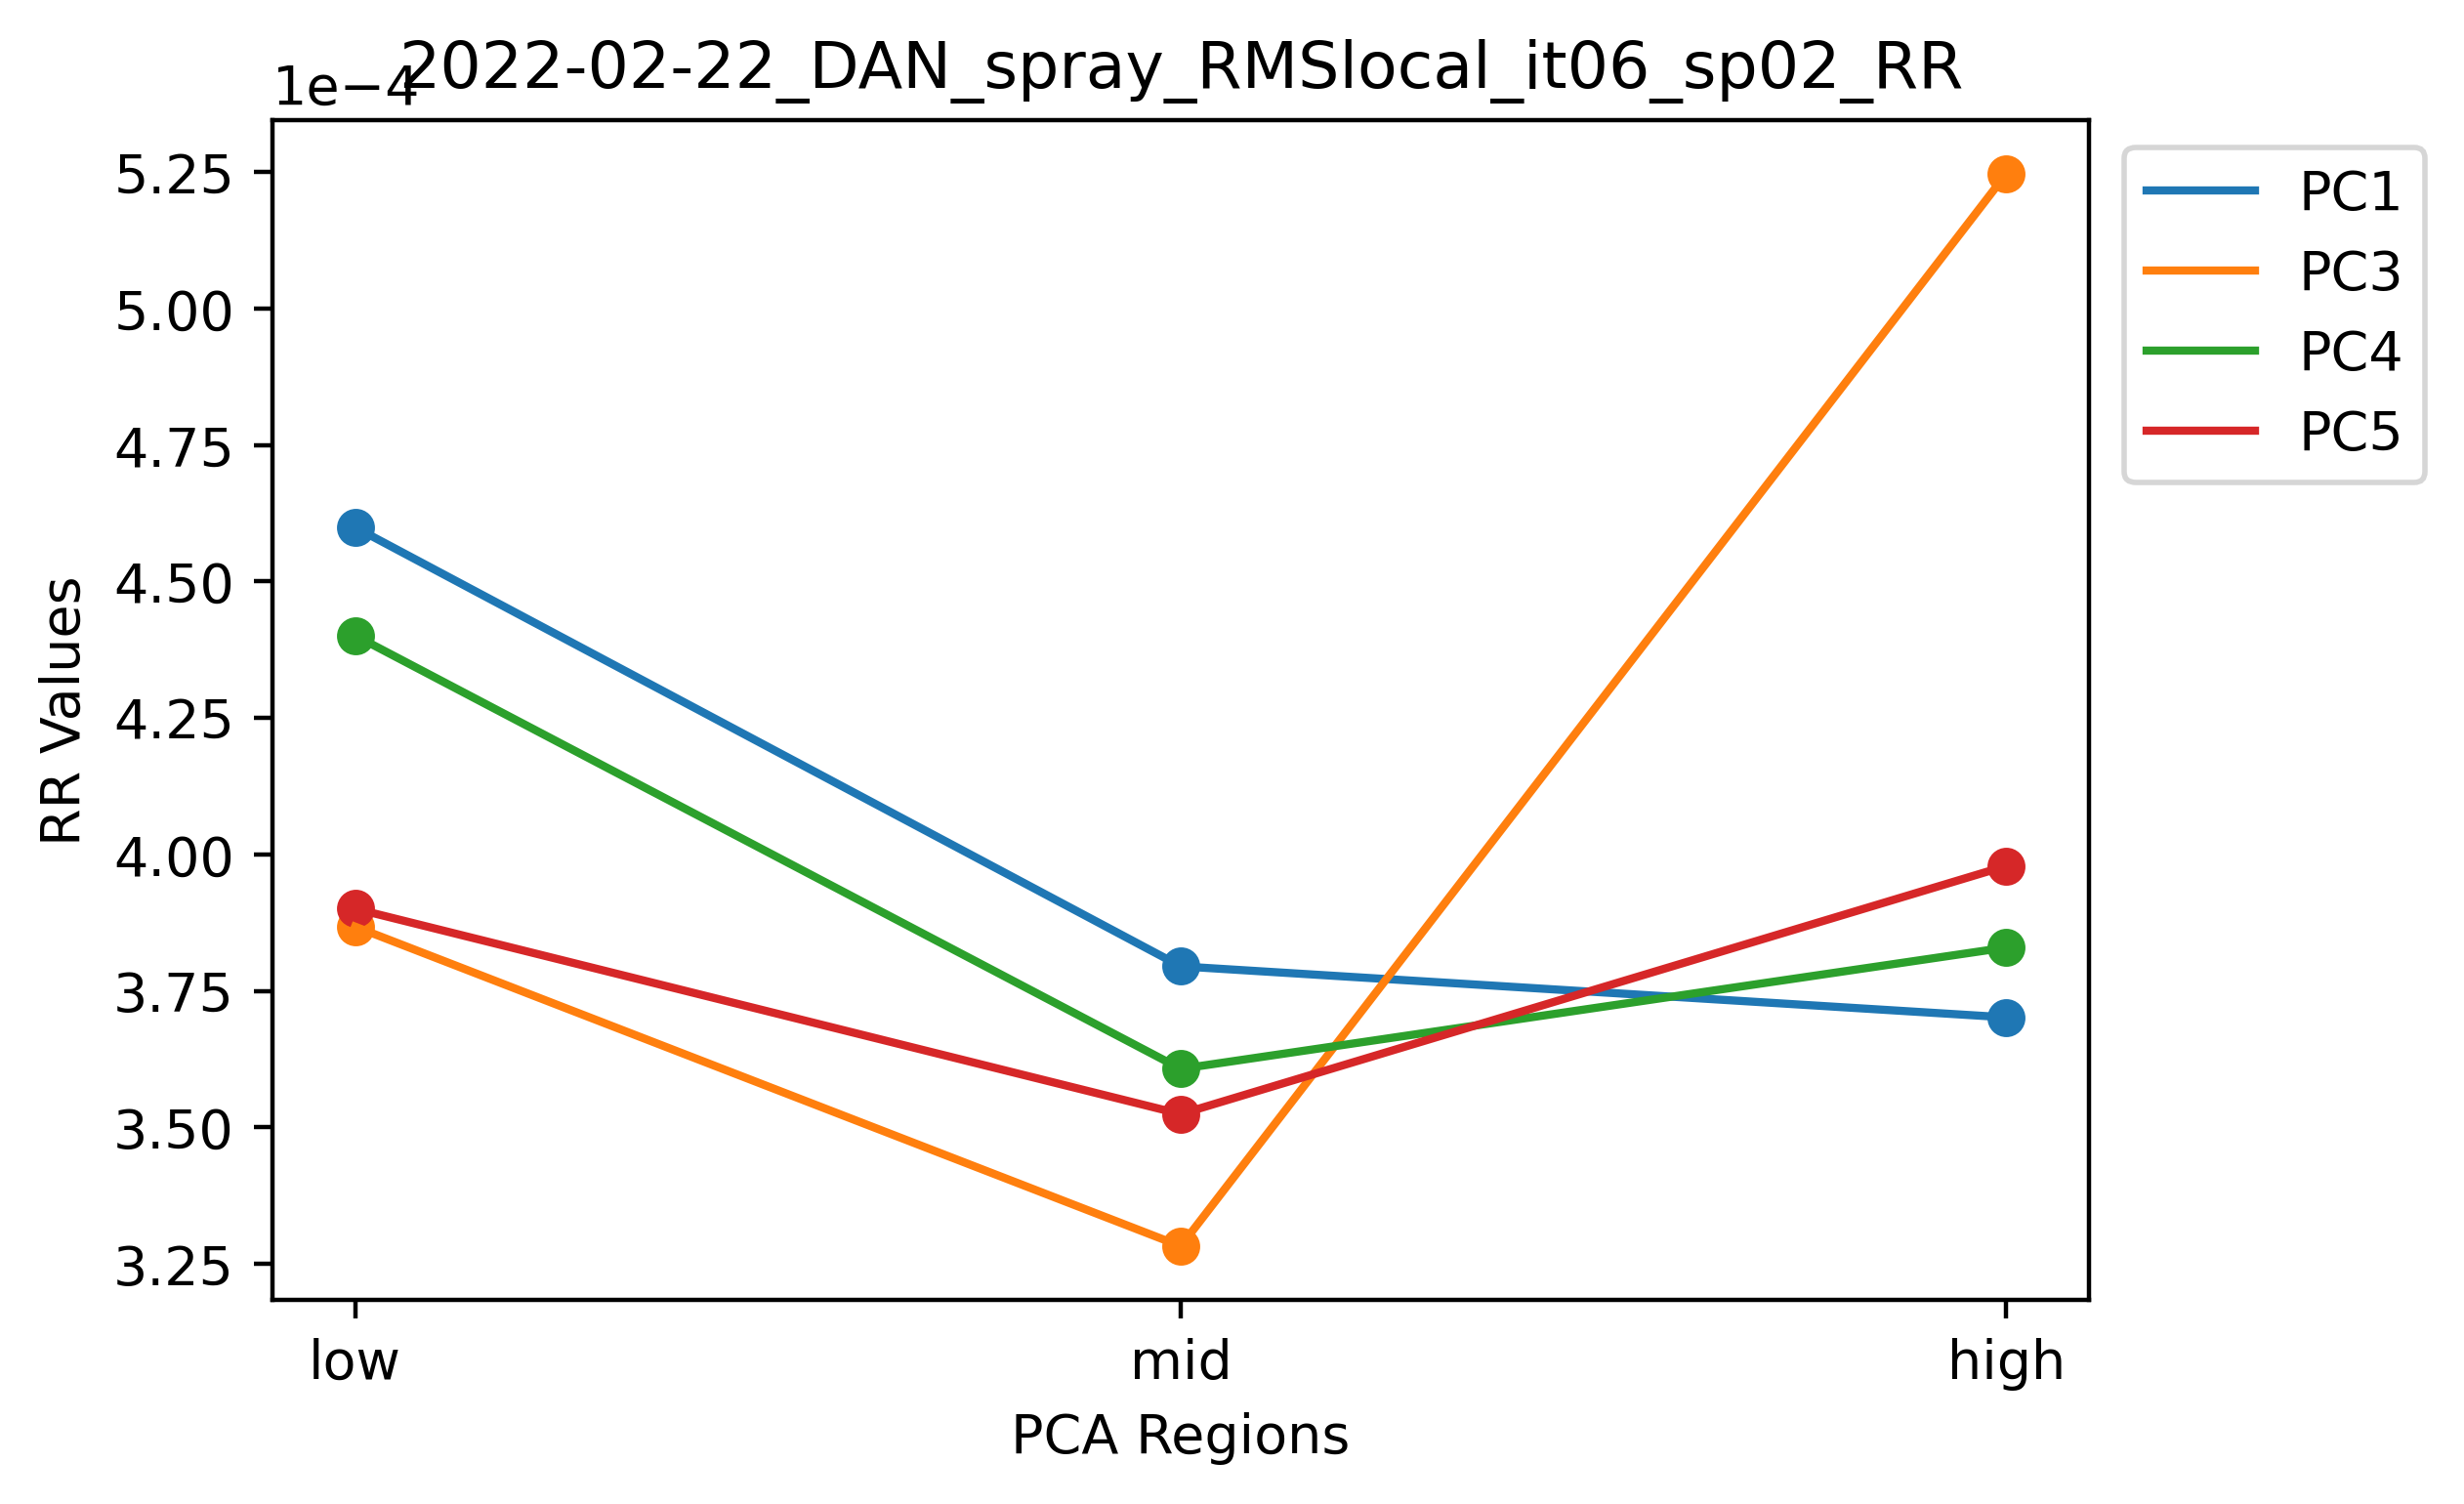 2022-02-22_DAN_spray_RMSlocal_it06_sp02_RR
1e−4
5.25
5.00
4.75
4.50
4.25
4.00
3.75
3.50
3.25
RR Values
low
mid
high
PCA Regions
PC1
PC3
PC4
PC5